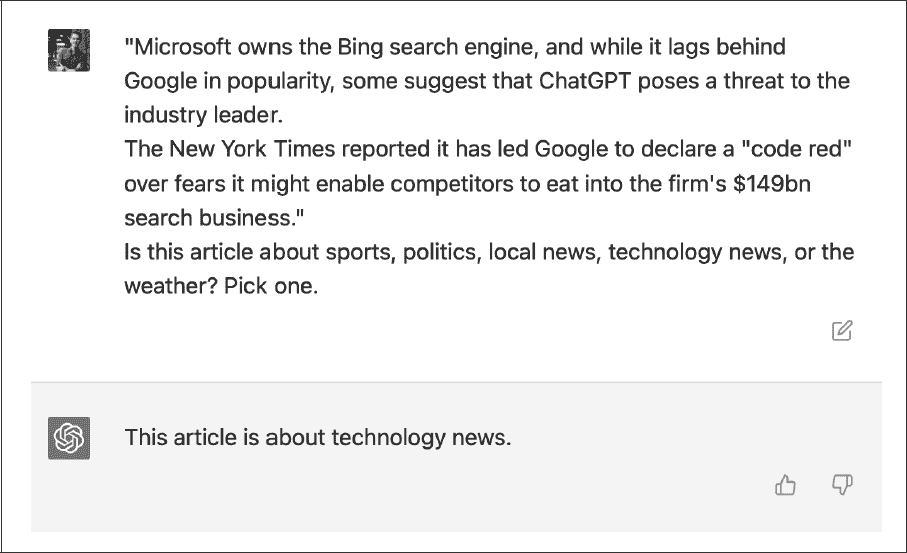 "Microsoft owns the Bing search engine, and while it lags behind
Google in popularity, some suggest that ChatGPT poses a threat to the
industry leader.
The New York Times reported it has led Google to declare a "code red"
over fears it might enable competitors to eat into the firm's $149bn
search business."
Is this article about sports, politics, local news, technology news, or the
weather? Pick one.
This article is about technology news.